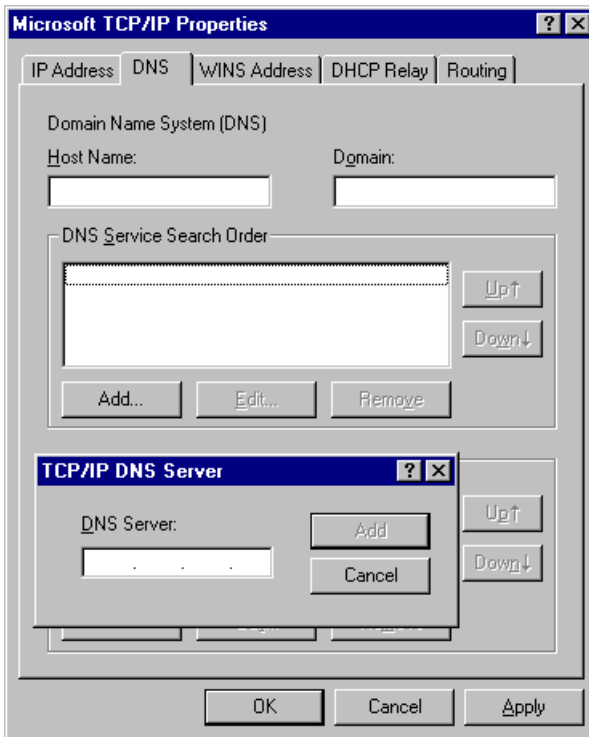 Microsoft TCP/IP Properties
IP Address DNS WINS Address DHCP Relay Routing
Domain Name System (DNS)
Host Name: Domain:
DNS Service Search Order
Up↑
Down↓
Add... Edit... Remove
TCP/IP DNS Server
DNS Server:
. . .
Add
Cancel
Up↑
Down↓
OK Cancel Apply